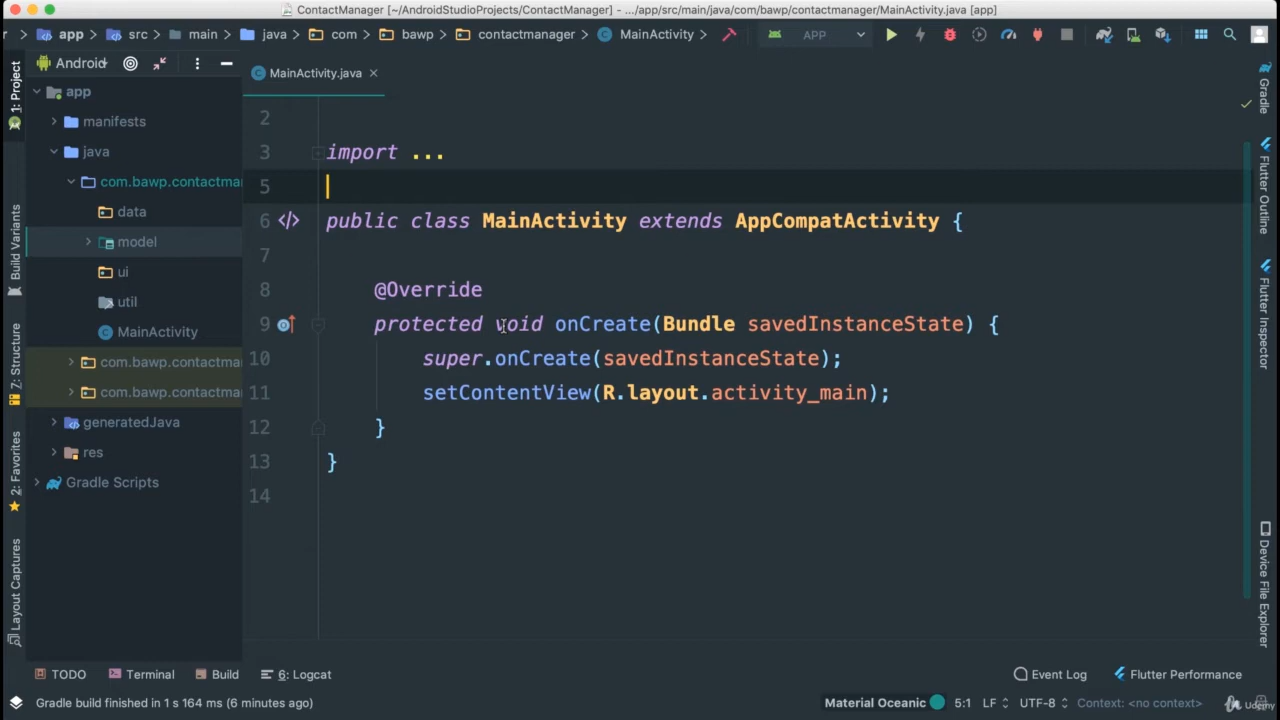 ContactManager [~/AndroidStudioProjects/ContactManager] - .../app/src/main/java/com/bawp/contactmanager/MainActivity.java [app]
app src main java com bawp contactmanager MainActivity APP
1: Project
Android
MainActivity.java
app
manifests
java
com.bawp.contactmana
data
model
ui
util
MainActivity
com.bawp.contactmana
com.bawp.contactmana
generatedJava
res
Gradle Scripts
Build Variants
7: Structure
2: Favorites
Layout Captures
2
3 import ...
5
6 public class MainActivity extends AppCompatActivity {
7
8 @Override
9 protected void onCreate(Bundle savedInstanceState) {
10 super.onCreate(savedInstanceState);
11 setContentView(R.layout.activity_main);
12 }
13 }
14
Gradle
Flutter Outline
Flutter Inspector
Device File Explorer
TODO Terminal Build 6: Logcat Event Log Flutter Performance
Gradle build finished in 1 s 164 ms (6 minutes ago) Material Oceanic 5:1 LF UTF-8 Context: <no context>
Udemy